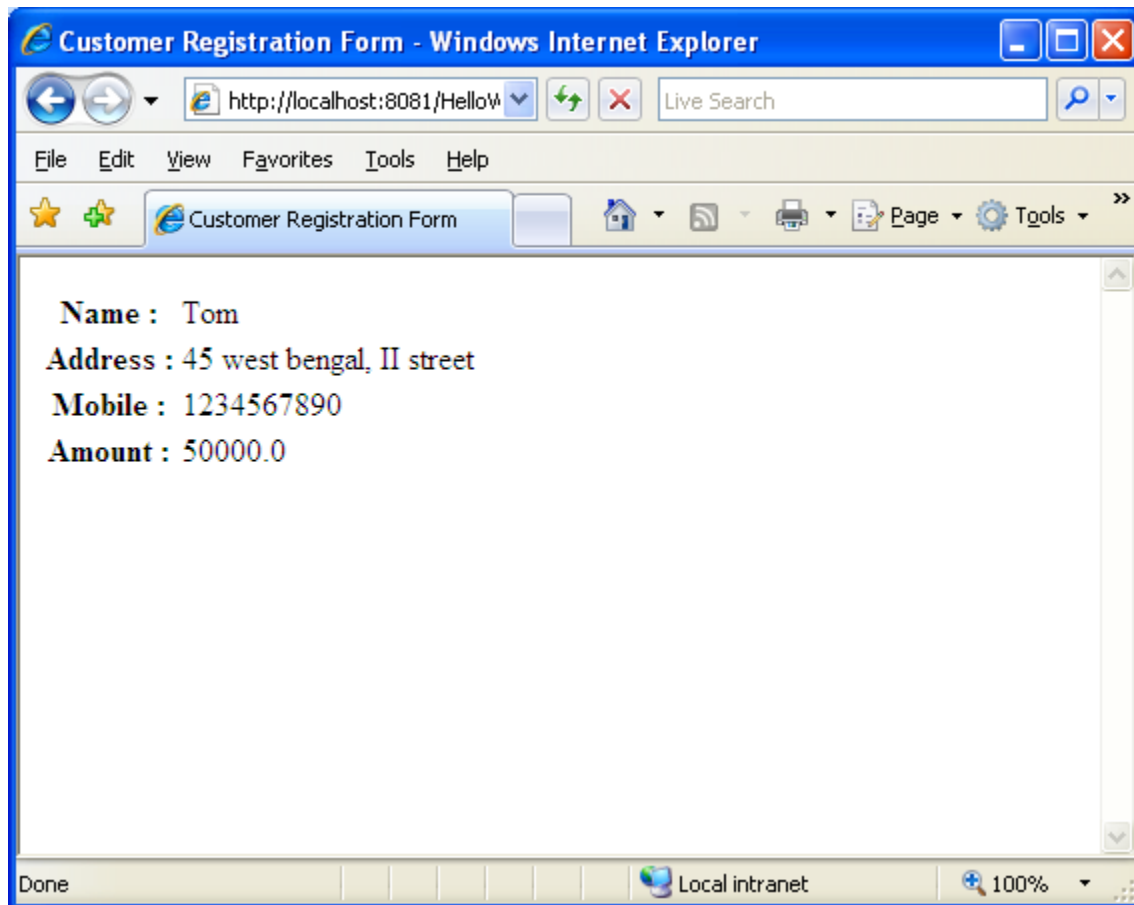 Customer Registration Form - Windows Internet Explorer
http://localhost:8081/HelloW
Live Search
File Edit View Favorites Tools Help
Customer Registration Form
Page Tools »
Name : Tom
Address : 45 west bengal, II street
Mobile : 1234567890
Amount : 50000.0
Done Local intranet 100%